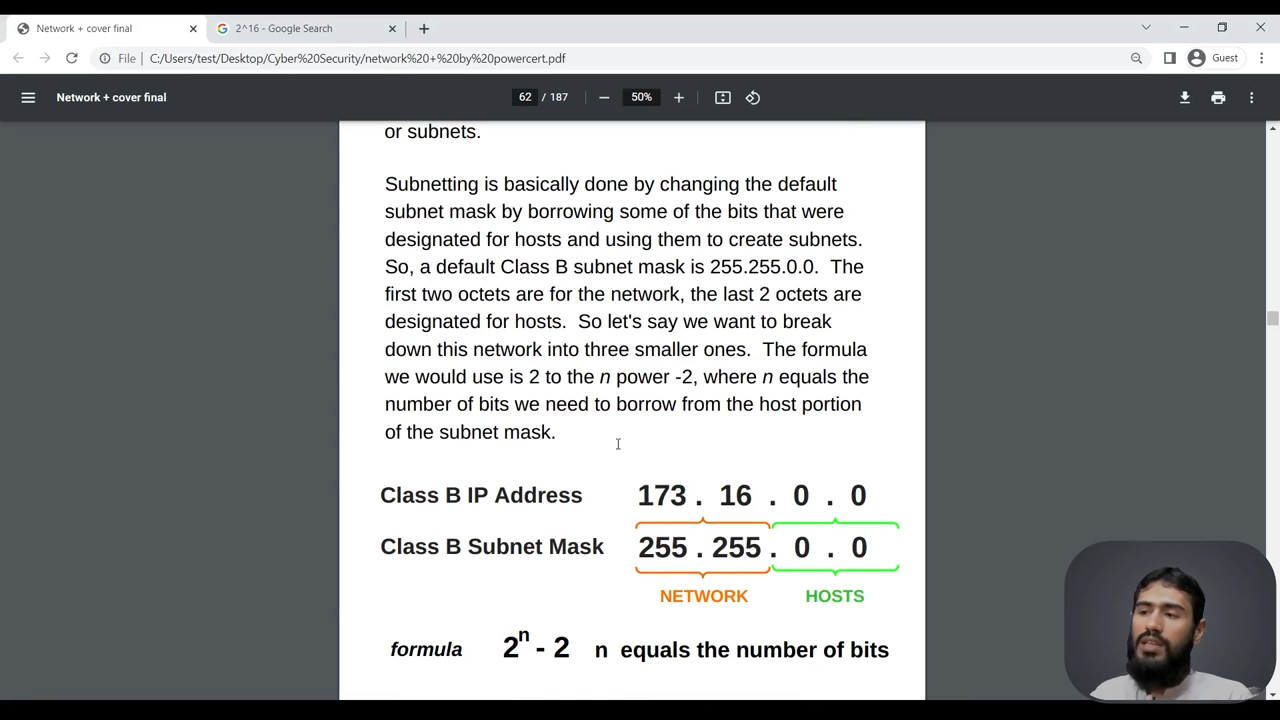 Network + cover final
2^16 - Google Search
File C:/Users/test/Desktop/Cyber%20Security/network%20+%20by%20powercert.pdf
Guest
Network + cover final
62 / 187
50%
or subnets.
Subnetting is basically done by changing the default
subnet mask by borrowing some of the bits that were
designated for hosts and using them to create subnets.
So, a default Class B subnet mask is 255.255.0.0. The
first two octets are for the network, the last 2 octets are
designated for hosts. So let's say we want to break
down this network into three smaller ones. The formula
we would use is 2 to the n power -2, where n equals the
number of bits we need to borrow from the host portion
of the subnet mask.
Class B IP Address 173 . 16 . 0 . 0
Class B Subnet Mask 255 . 255 . 0 . 0
NETWORK HOSTS
formula 2^n - 2 n equals the number of bits